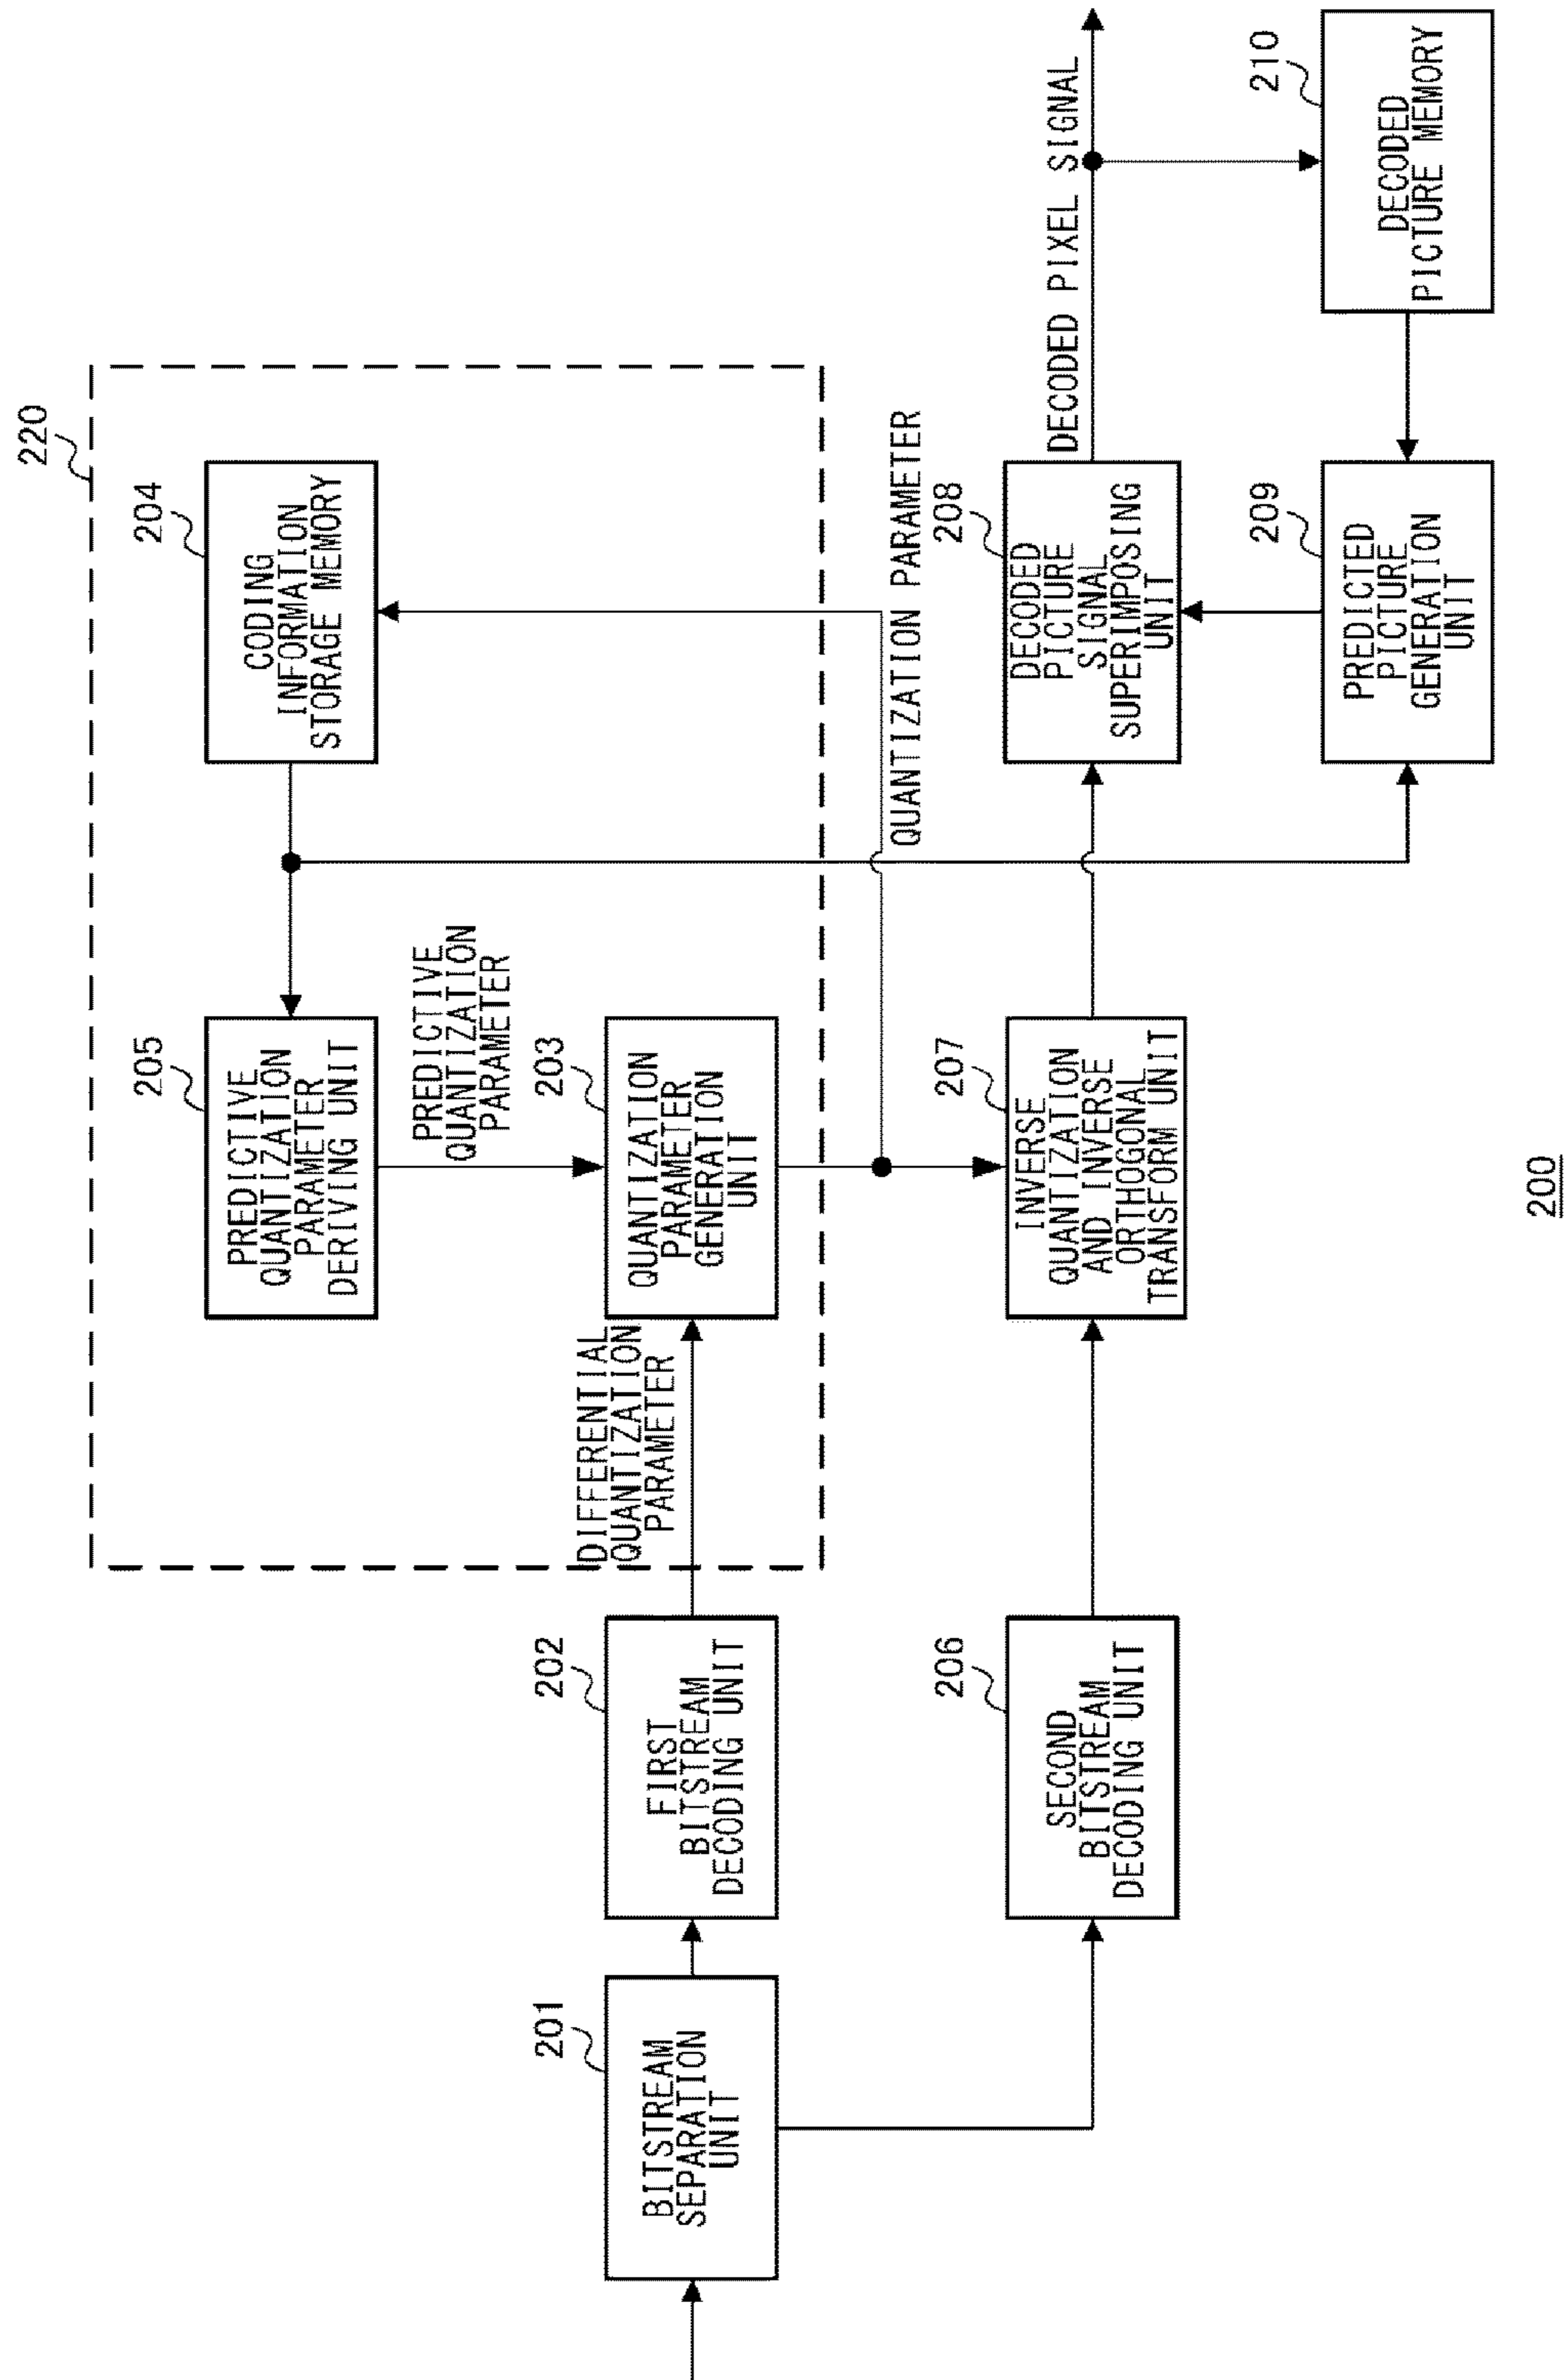 220
204
CODING
INFORMATION
STORAGE MEMORY
205
PREDICTIVE
QUANTIZATION
PARAMETER
DERIVING UNIT
PREDICTIVE
QUANTIZATION
PARAMETER
203
QUANTIZATION
PARAMETER
GENERATION
UNIT
DIFFERENTIAL
QUANTIZATION
PARAMETER
202
FIRST
BITSTREAM
DECODING UNIT
201
BITSTREAM
SEPARATION
UNIT
QUANTIZATION PARAMETER
206
SECOND
BITSTREAM
DECODING UNIT
207
INVERSE
QUANTIZATION
AND INVERSE
ORTHOGONAL
TRANSFORM UNIT
208
DECODED
PICTURE
SIGNAL
SUPERIMPOSING
UNIT
DECODED PIXEL SIGNAL
209
PREDICTED
PICTURE
GENERATION
UNIT
210
DECODED
PICTURE MEMORY
200